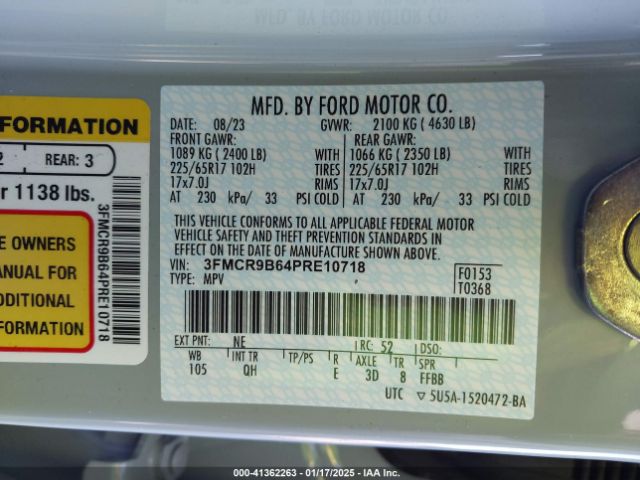 MFD. BY FORD MOTOR CO.
DATE: 08/23 GVWR: 2100 KG ( 4630 LB)
FRONT GAWR: REAR GAWR:
1089 KG ( 2400 LB) WITH 1066 KG ( 2350 LB) WITH
225/65R17 102H TIRES 225/65R17 102H TIRES
17x7.0J RIMS 17x7.0J RIMS
AT 230 kPa/ 33 PSI COLD AT 230 kPa/ 33 PSI COLD
THIS VEHICLE CONFORMS TO ALL APPLICABLE FEDERAL MOTOR
VEHICLE SAFETY AND THEFT PREVENTION STANDARDS IN
EFFECT ON THE DATE OF MANUFACTURE SHOWN ABOVE.
VIN: 3FMCR9B64PRE10718
TYPE: MPV
F0153
T0368
EXT PNT: NE RC: 52 DSO:
WB INT TR TP/PS R AXLE TR SPR
105 QH E 3D 8 FFBB
UTC 5U5A-1520472-BA
FORMATION
2 REAR: 3
r 1138 lbs.
E OWNERS
ANUAL FOR
DDITIONAL
FORMATION
3FMCR9B64PRE10718
000-41362263 | 01/17/2025 | IAA Inc.